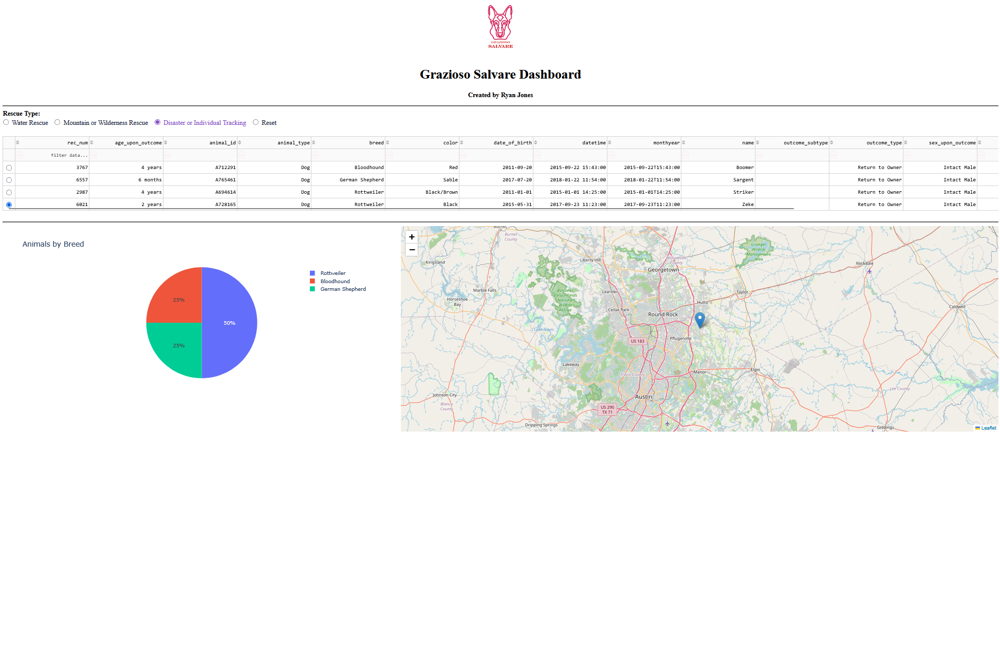 GRAZIOSO
SALVARE
Grazioso Salvare Dashboard
Created by Ryan Jones
Rescue Type:
Water Rescue Mountain or Wilderness Rescue Disaster or Individual Tracking Reset
rec_num age_upon_outcome animal_id animal_type breed color date_of_birth datetime monthyear name outcome_subtype outcome_type sex_upon_outcome
filter data...
3767 4 years A712291 Dog Bloodhound Red 2011-09-20 2015-09-22 15:43:00 2015-09-22T15:43:00 Boomer Return to Owner Intact Male
6557 6 months A765461 Dog German Shepherd Sable 2017-07-20 2018-01-22 11:54:00 2018-01-22T11:54:00 Sargent Return to Owner Intact Male
2987 4 years A694614 Dog Rottweiler Black/Brown 2011-01-01 2015-01-01 14:25:00 2015-01-01T14:25:00 Striker Return to Owner Intact Male
6021 2 years A728165 Dog Rottweiler Black 2015-05-31 2017-09-23 11:23:00 2017-09-23T11:23:00 Zeke Return to Owner Intact Male
Animals by Breed
Rottweiler
Bloodhound
German Shepherd
25%
50%
25%
+
−
Burnet
Burnet
County
Kingsland
Liberty Hill
Williamson
County
Georgetown
Granger
Wildlife
Management
Area
Rockdale
Marble Falls
Horseshoe
Bay
Balcones
Canyonlands
National
Wildlife
Refuge
Leander
Taylor
Hutto
Cedar Park
Round Rock
Caldwell
Lake Travis
US 183
Pflugerville
Lakeway
Travis County
Manor
Elgin
Johnson City
Blanco
County
Austin
Lee County
US 290
TX 71
Dripping Springs
Giddings
Leaflet